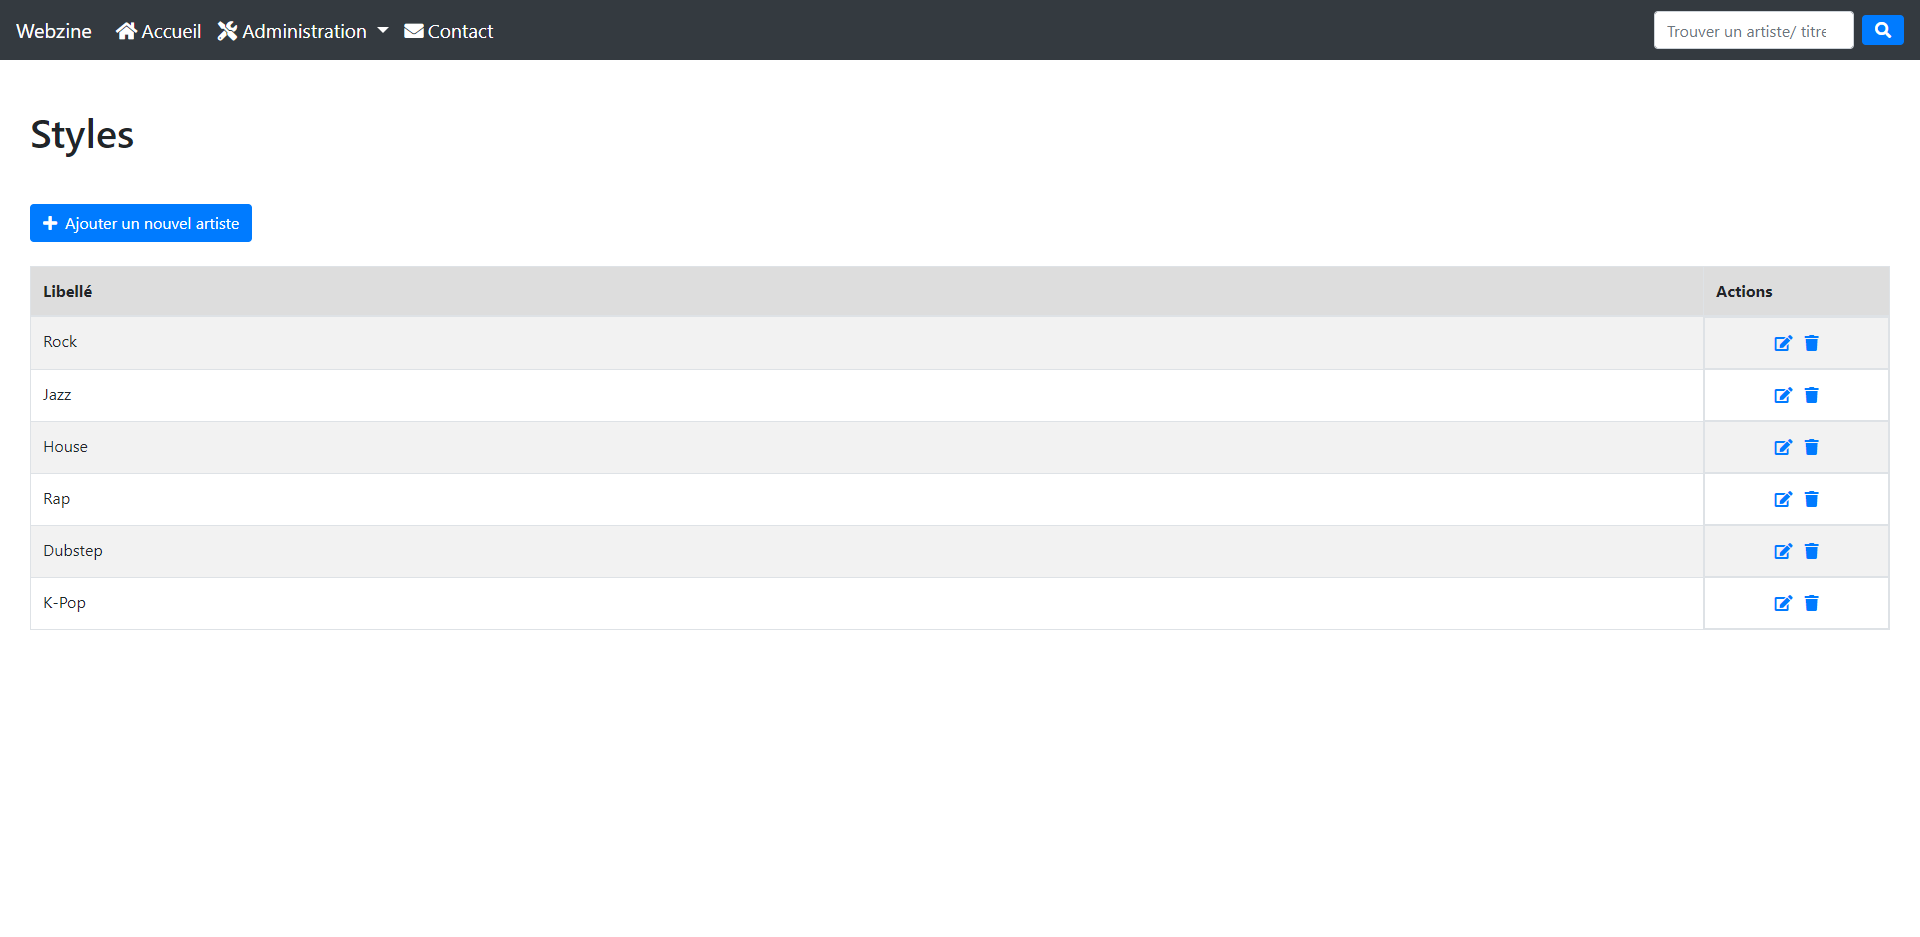 Webzine Accueil Administration Contact Trouver un artiste/ titre
Styles
Ajouter un nouvel artiste
Libellé Actions
Rock
Jazz
House
Rap
Dubstep
K-Pop